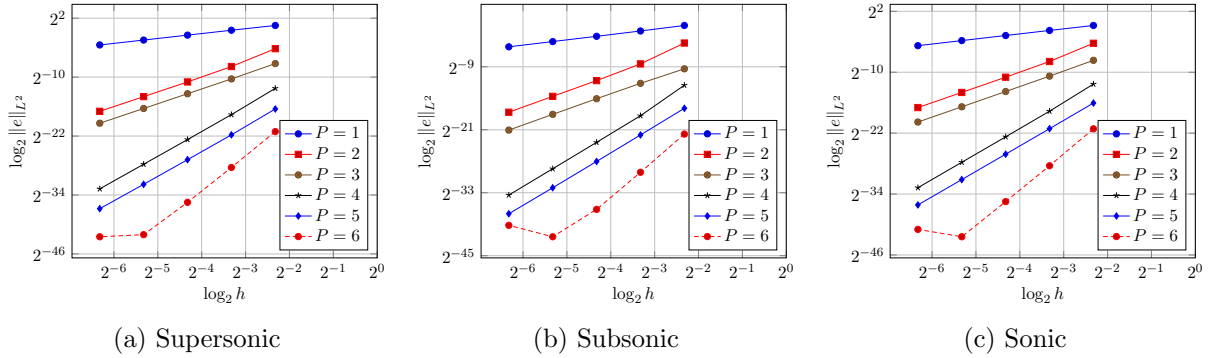 2^2
2^{-10}
2^{-22}
2^{-34}
2^{-46}
log_2 ‖e‖_{L^2}
P = 1
P = 2
P = 3
P = 4
P = 5
P = 6
2^{-6} 2^{-5} 2^{-4} 2^{-3} 2^{-2} 2^{-1} 2^0
log_2 h
(a) Supersonic
2^{-9}
2^{-21}
2^{-33}
2^{-45}
log_2 ‖e‖_{L^2}
P = 1
P = 2
P = 3
P = 4
P = 5
P = 6
2^{-6} 2^{-5} 2^{-4} 2^{-3} 2^{-2} 2^{-1} 2^0
log_2 h
(b) Subsonic
2^2
2^{-10}
2^{-22}
2^{-34}
2^{-46}
log_2 ‖e‖_{L^2}
P = 1
P = 2
P = 3
P = 4
P = 5
P = 6
2^{-6} 2^{-5} 2^{-4} 2^{-3} 2^{-2} 2^{-1} 2^0
log_2 h
(c) Sonic